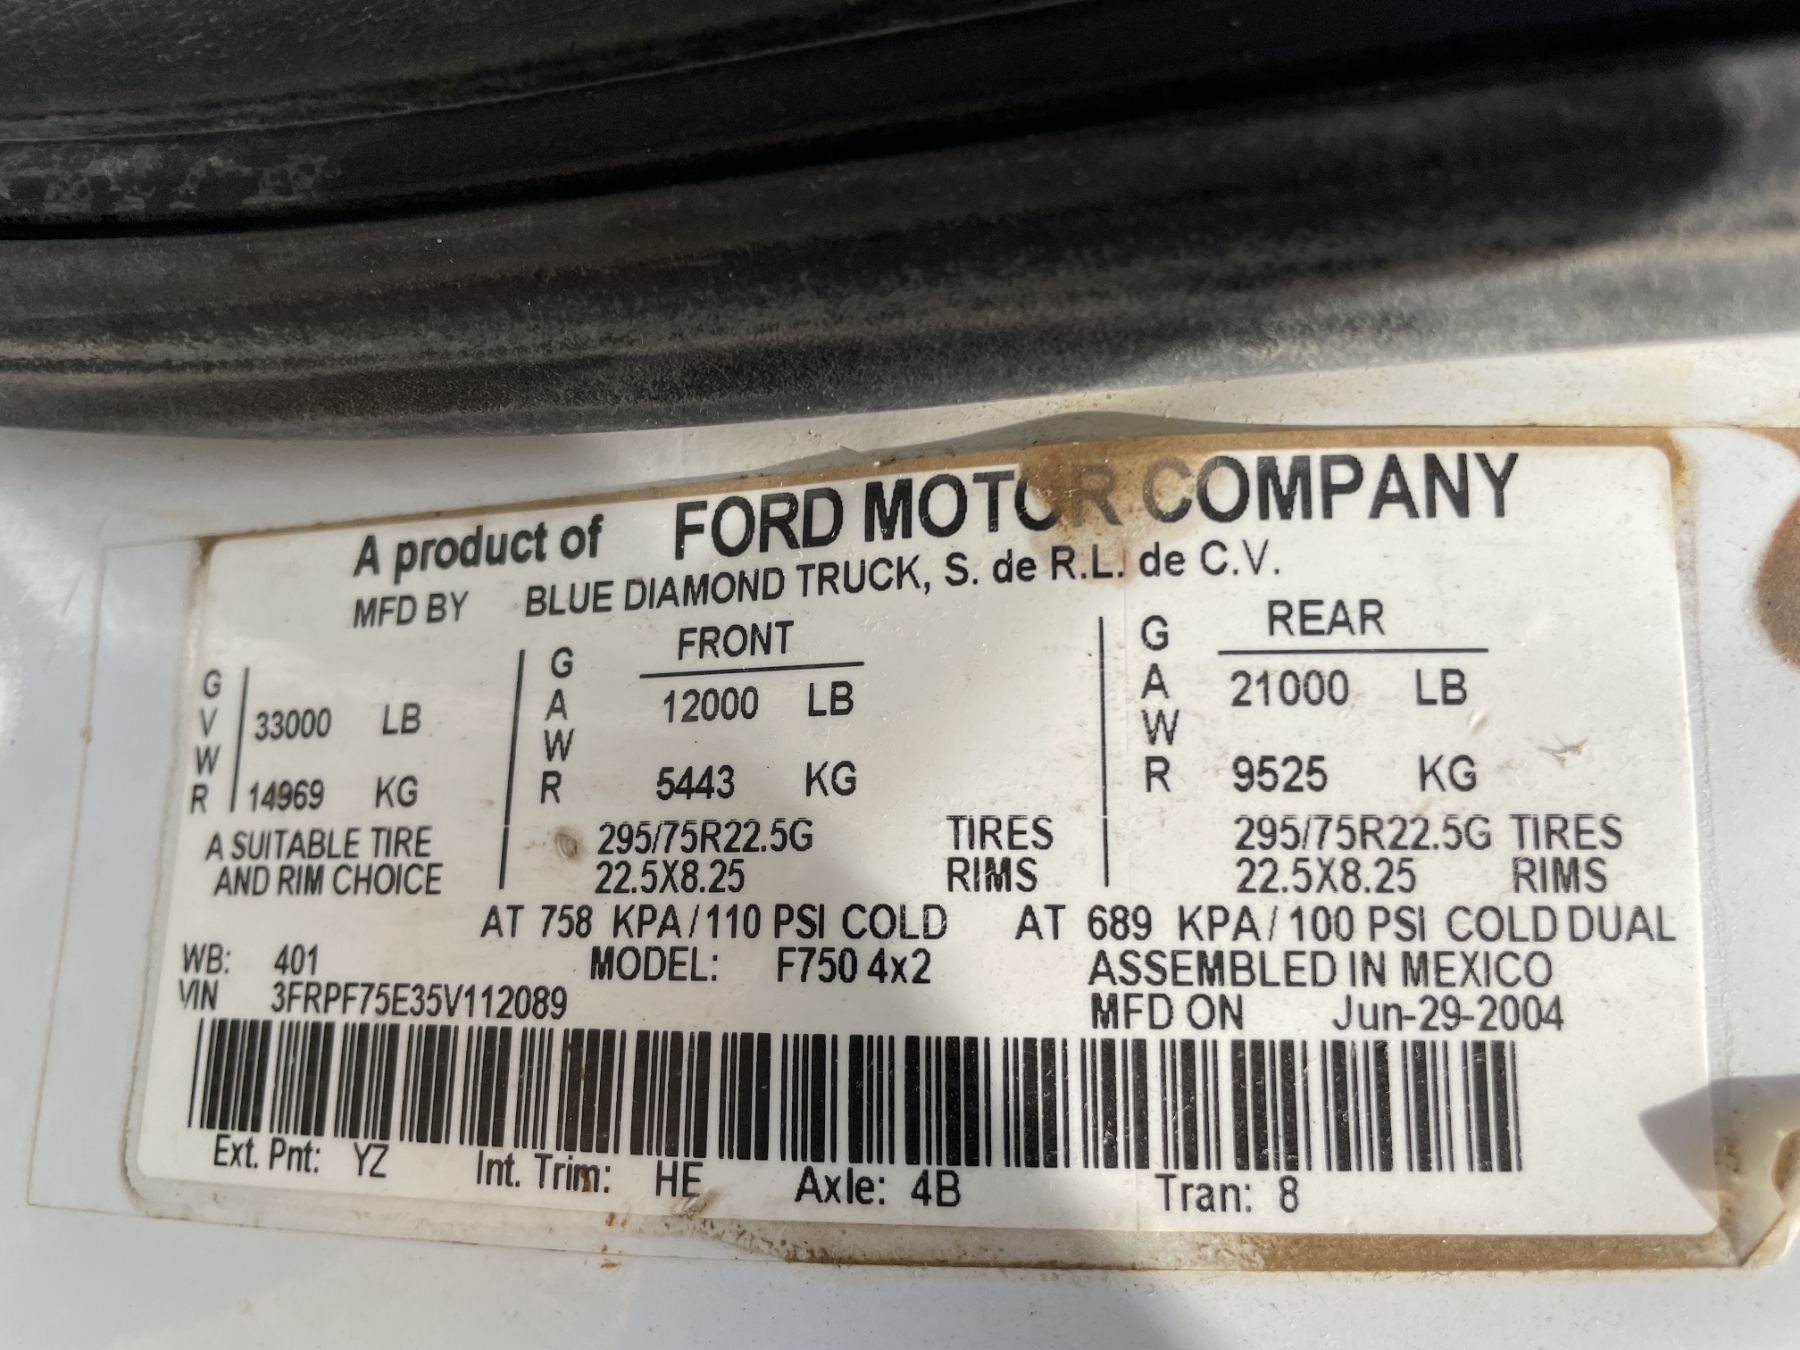 A product of FORD MOTOR COMPANY
MFD BY BLUE DIAMOND TRUCK, S. de R.L. de C.V.
FRONT REAR
GVWR 33000 LB GAWR 12000 LB GAWR 21000 LB
14969 KG 5443 KG 9525 KG
A SUITABLE TIRE 295/75R22.5G TIRES 295/75R22.5G TIRES
AND RIM CHOICE 22.5X8.25 RIMS 22.5X8.25 RIMS
AT 758 KPA/110 PSI COLD AT 689 KPA/100 PSI COLD DUAL
WB: 401 MODEL: F750 4x2 ASSEMBLED IN MEXICO
VIN 3FRPF75E35V112089 MFD ON Jun-29-2004
Ext. Pnt: YZ Int. Trim: HE Axle: 4B Tran: 8